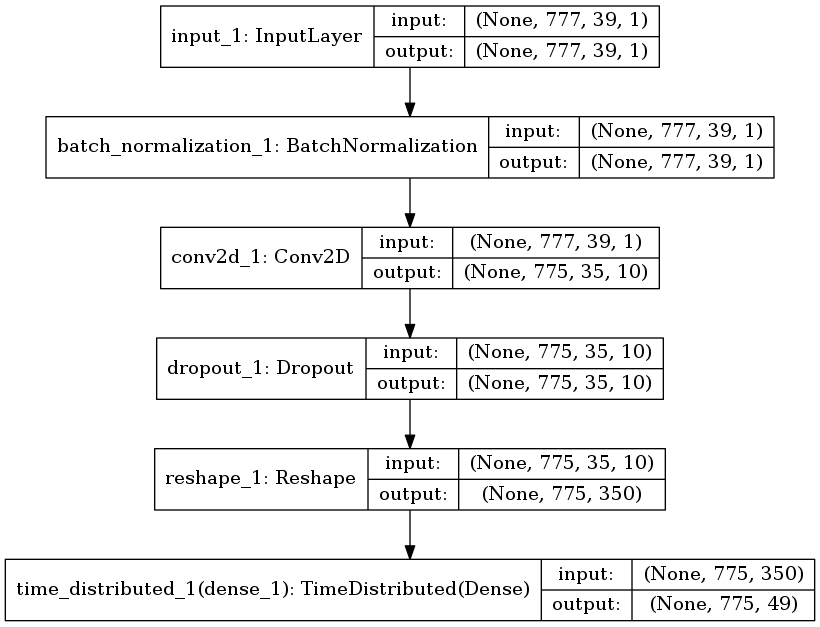 input_1: InputLayer
input: (None, 777, 39, 1)
output: (None, 777, 39, 1)
batch_normalization_1: BatchNormalization
input: (None, 777, 39, 1)
output: (None, 777, 39, 1)
conv2d_1: Conv2D
input: (None, 777, 39, 1)
output: (None, 775, 35, 10)
dropout_1: Dropout
input: (None, 775, 35, 10)
output: (None, 775, 35, 10)
reshape_1: Reshape
input: (None, 775, 35, 10)
output: (None, 775, 350)
time_distributed_1(dense_1): TimeDistributed(Dense)
input: (None, 775, 350)
output: (None, 775, 49)